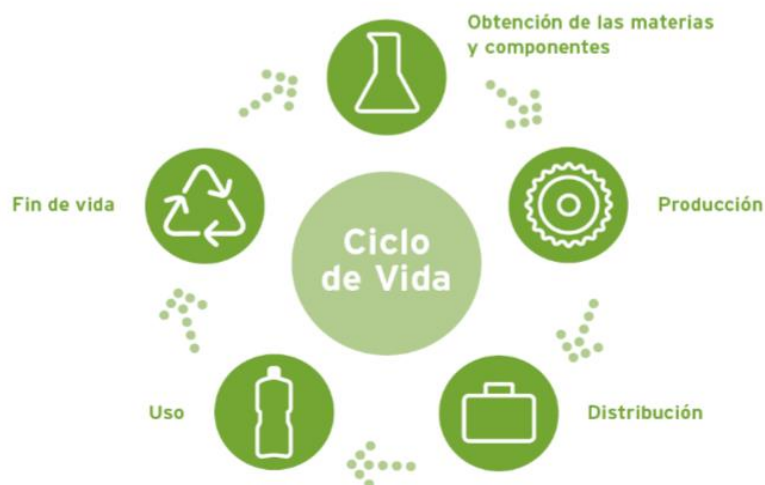 Obtención de las materias
y componentes
Fin de vida
Producción
Ciclo
de Vida
Uso
Distribución